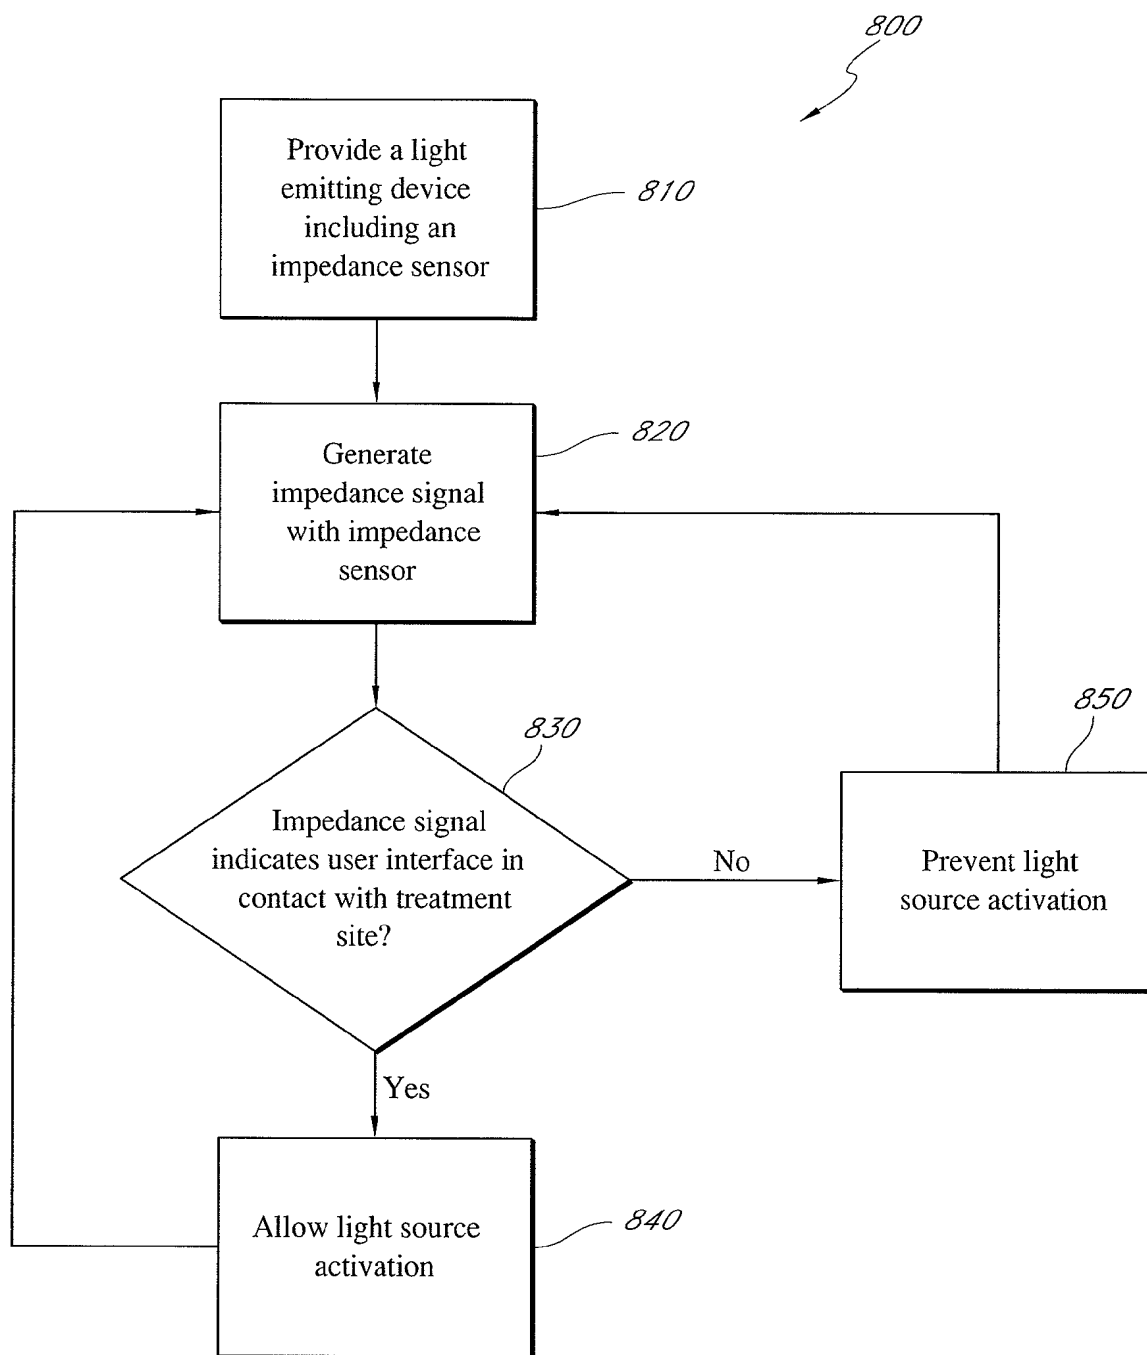 800
Provide a light
emitting device
including an
impedance sensor
810
Generate
impedance signal
with impedance
sensor
820
830
Impedance signal
indicates user interface in
contact with treatment
site?
No
850
Prevent light
source activation
Yes
Allow light source
activation
840